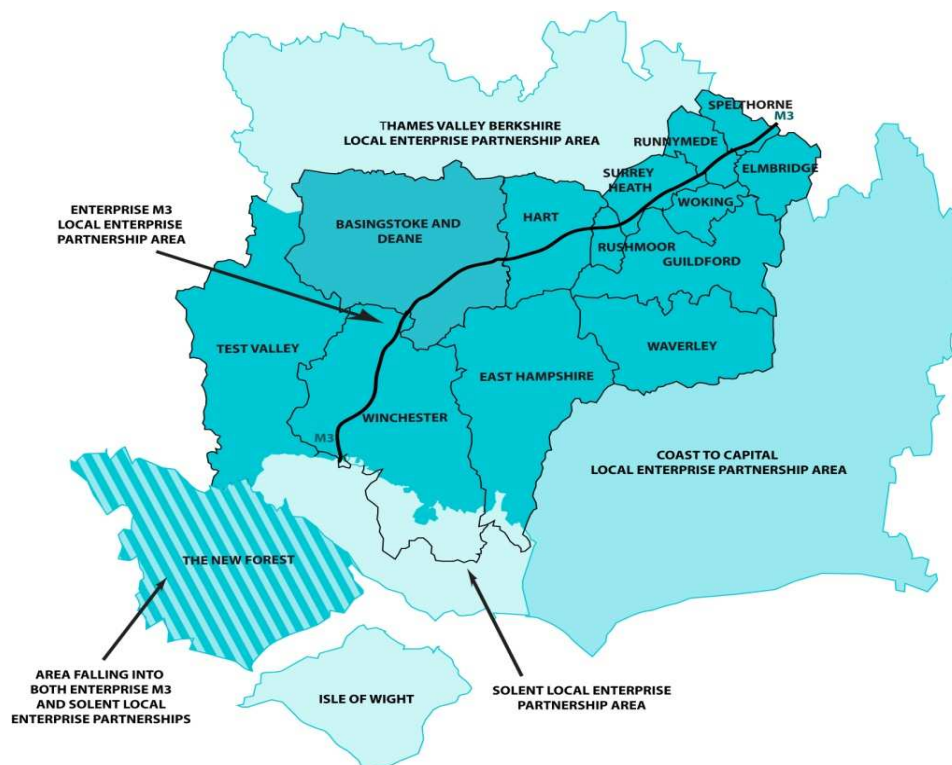 SPELTHORNE
M3
THAMES VALLEY BERKSHIRE
LOCAL ENTERPRISE PARTNERSHIP AREA
RUNNYMEDE
ELMBRIDGE
SURREY
HEATH
WOKING
ENTERPRISE M3
LOCAL ENTERPRISE
PARTNERSHIP AREA
BASINGSTOKE AND
DEANE
HART
RUSHMOOR
GUILDFORD
TEST VALLEY
WAVERLEY
EAST HAMPSHIRE
WINCHESTER
M3
COAST TO CAPITAL
LOCAL ENTERPRISE PARTNERSHIP AREA
THE NEW FOREST
AREA FALLING INTO
BOTH ENTERPRISE M3
AND SOLENT LOCAL
ENTERPRISE PARTNERSHIPS
ISLE OF WIGHT
SOLENT LOCAL ENTERPRISE
PARTNERSHIP AREA